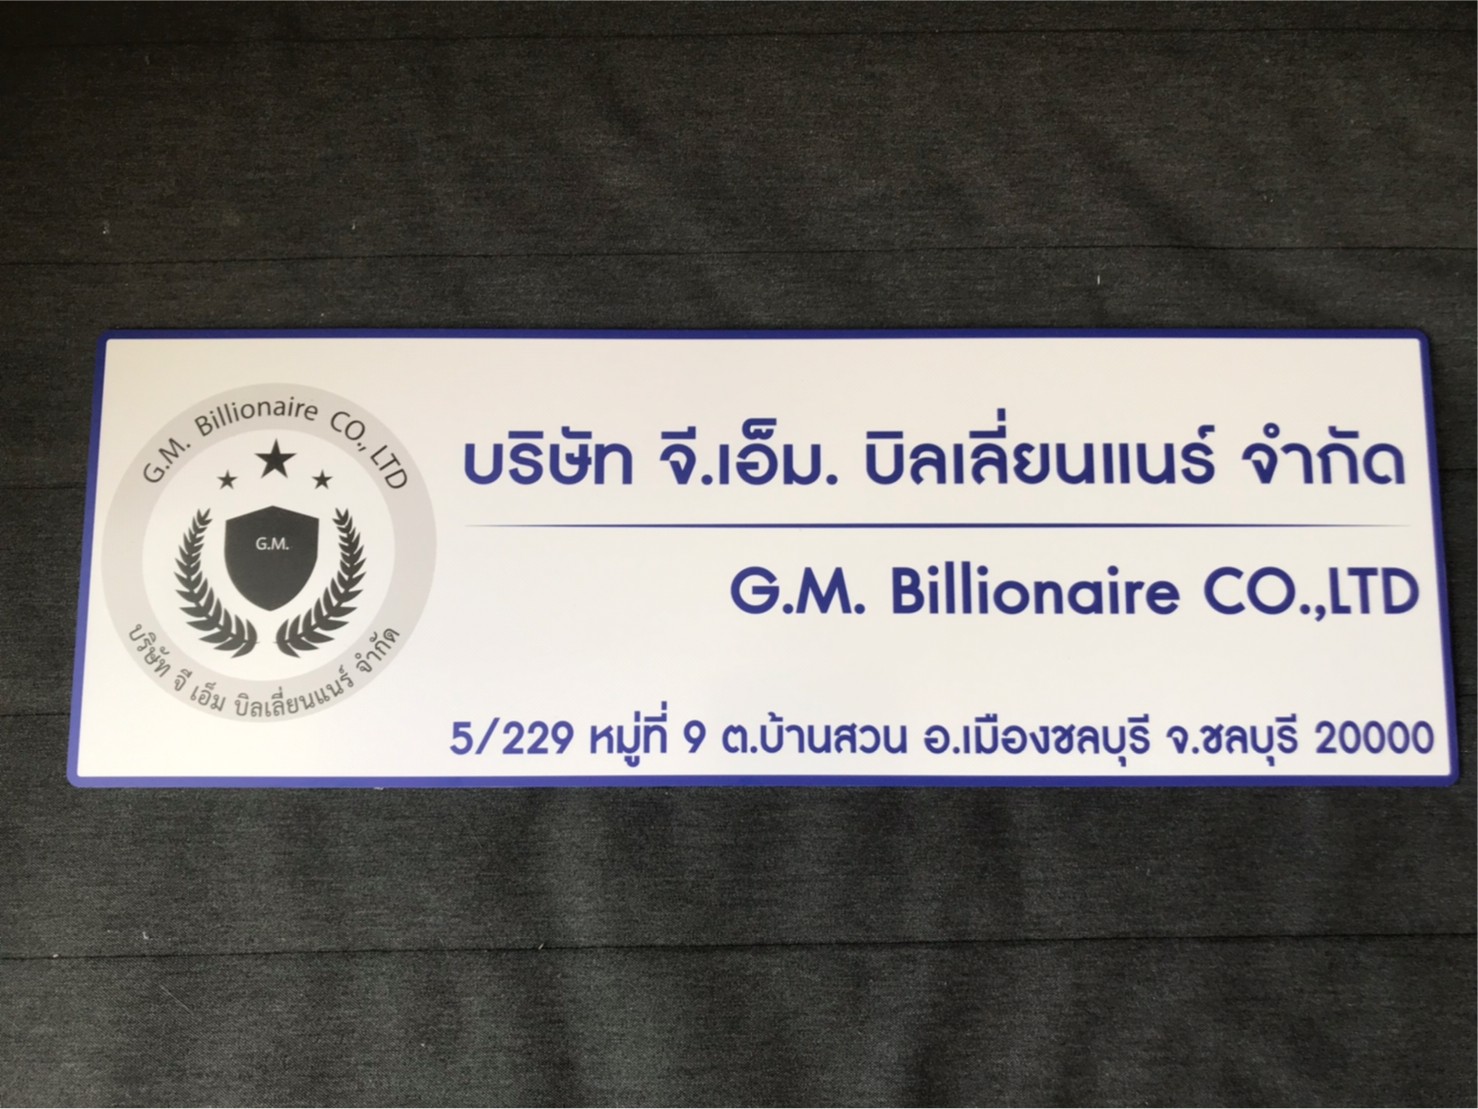 G.M. Billionaire CO., LTD
G.M.
บริษัท จี เอ็ม บิลเลี่ยนแนร์ จำกัด
บริษัท จี.เอ็ม. บิลเลี่ยนแนร์ จำกัด
G.M. Billionaire CO.,LTD
5/229 หมู่ที่ 9 ต.บ้านสวน อ.เมืองชลบุรี จ.ชลบุรี 20000